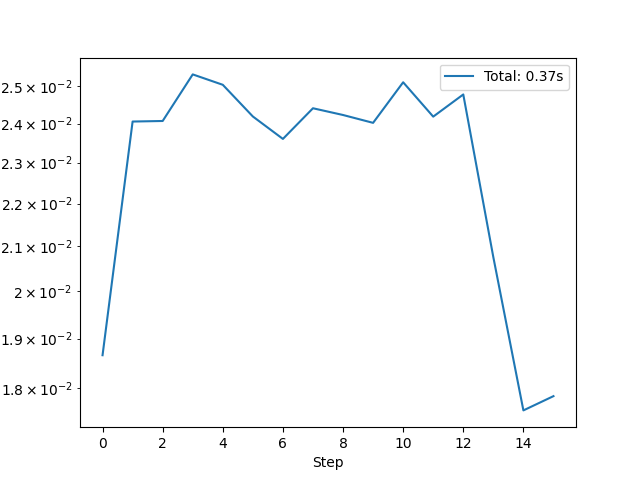 Total: 0.37s
2.5 × 10⁻²
2.4 × 10⁻²
2.3 × 10⁻²
2.2 × 10⁻²
2.1 × 10⁻²
2 × 10⁻²
1.9 × 10⁻²
1.8 × 10⁻²
0 2 4 6 8 10 12 14
Step